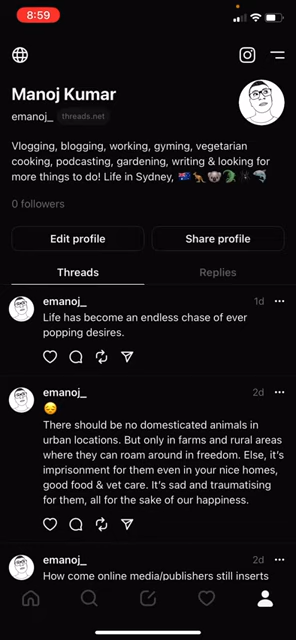 8:59
Manoj Kumar
emanoj_ threads.net
Vlogging, blogging, working, gyming, vegetarian
cooking, podcasting, gardening, writing & looking for
more things to do! Life in Sydney, 🇦🇺🦘🐨🐊🕷🐬
0 followers
Edit profile Share profile
Threads Replies
emanoj_ 1d
Life has become an endless chase of ever
popping desires.
emanoj_ 2d
😞
There should be no domesticated animals in
urban locations. But only in farms and rural areas
where they can roam around in freedom. Else, it's
imprisonment for them even in your nice homes,
good food & vet care. It's sad and traumatising
for them, all for the sake of our happiness.
emanoj_ 2d
How come online media/publishers still inserts